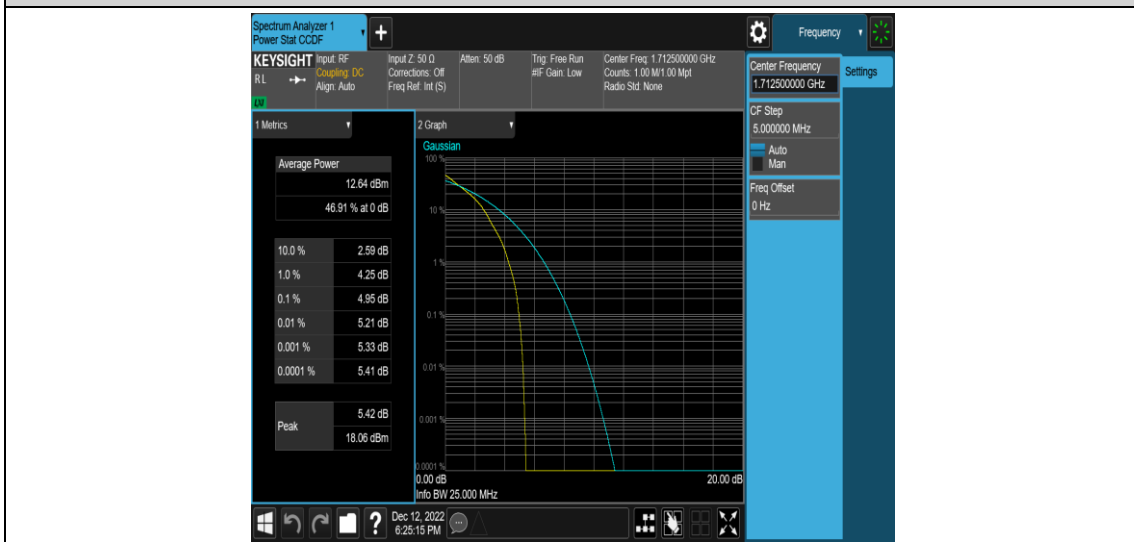 Spectrum Analyzer 1
Power Stat CCDF
+
Frequency
KEYSIGHT
RL
Input: RF
Coupling: DC
Align: Auto
Input Z: 50 Ω
Corrections: Off
Freq Ref: Int (S)
Atten: 50 dB
Trig: Free Run
#IF Gain: Low
Center Freq: 1.712500000 GHz
Counts: 1.00 M/1.00 Mpt
Radio Std: None
Center Frequency
1.712500000 GHz
Settings
CF Step
5.000000 MHz
Auto
Man
Freq Offset
0 Hz
1 Metrics
Average Power
12.64 dBm
46.91 % at 0 dB
10.0 % 2.59 dB
1.0 % 4.25 dB
0.1 % 4.95 dB
0.01 % 5.21 dB
0.001 % 5.33 dB
0.0001 % 5.41 dB
Peak
5.42 dB
18.06 dBm
2 Graph
Gaussian
100 %
10 %
1 %
0.1 %
0.01 %
0.001 %
0.0001 %
0.00 dB 20.00 dB
Info BW 25.000 MHz
?
Dec 12, 2022
6:25:15 PM